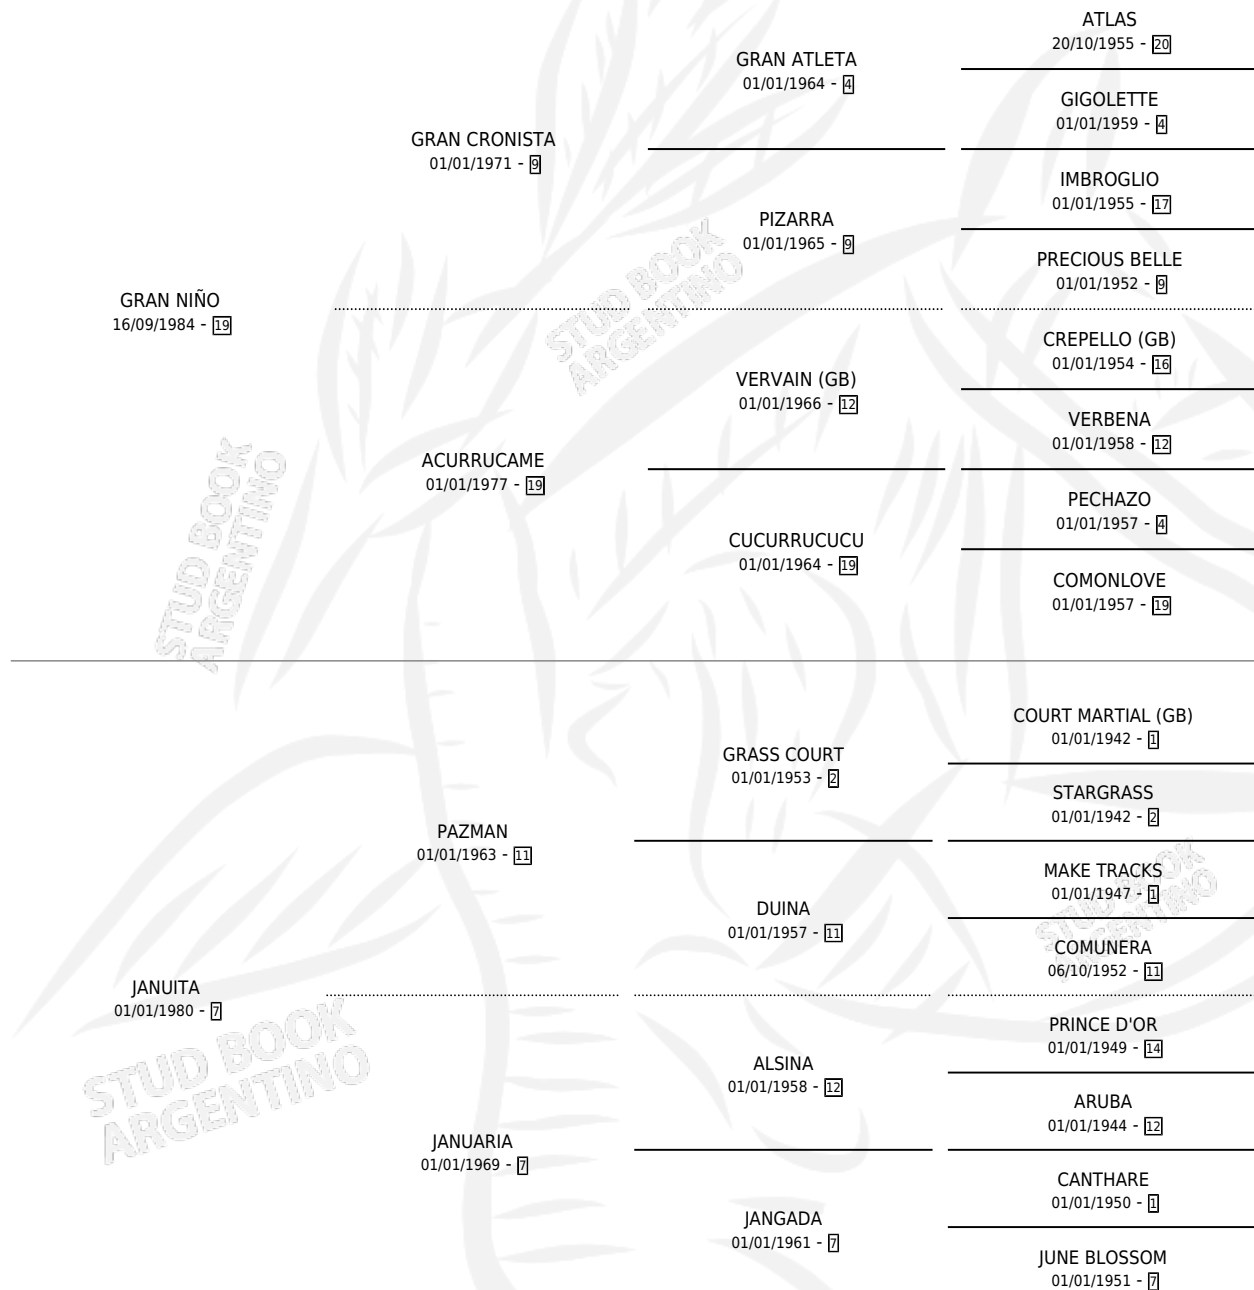 ATLAS
20/10/1955 - 20
GRAN ATLETA
01/01/1964 - 4
GIGOLETTE
01/01/1959 - 4
GRAN CRONISTA
01/01/1971 - 9
IMBROGLIO
01/01/1955 - 17
PIZARRA
01/01/1965 - 9
PRECIOUS BELLE
01/01/1952 - 9
GRAN NIÑO
16/09/1984 - 19
CREPELLO (GB)
01/01/1954 - 16
VERVAIN (GB)
01/01/1966 - 12
VERBENA
01/01/1958 - 12
ACURRUCAME
01/01/1977 - 19
PECHAZO
01/01/1957 - 4
CUCURRUCUCU
01/01/1964 - 19
COMONLOVE
01/01/1957 - 19
COURT MARTIAL (GB)
01/01/1942 - 1
GRASS COURT
01/01/1953 - 2
STARGRASS
01/01/1942 - 2
PAZMAN
01/01/1963 - 11
MAKE TRACKS
01/01/1947 - 1
DUINA
01/01/1957 - 11
COMUNERA
06/10/1952 - 11
JANUITA
01/01/1980 - 7
PRINCE D'OR
01/01/1949 - 14
ALSINA
01/01/1958 - 12
ARUBA
01/01/1944 - 12
JANUARIA
01/01/1969 - 7
CANTHARE
01/01/1950 - 1
JANGADA
01/01/1961 - 7
JUNE BLOSSOM
01/01/1951 - 7
STUD BOOK
ARGENTINO
STUD BOOK
ARGENTINO
STUD BOOK
ARGENTINO
STUD BOOK
ARGENTINO